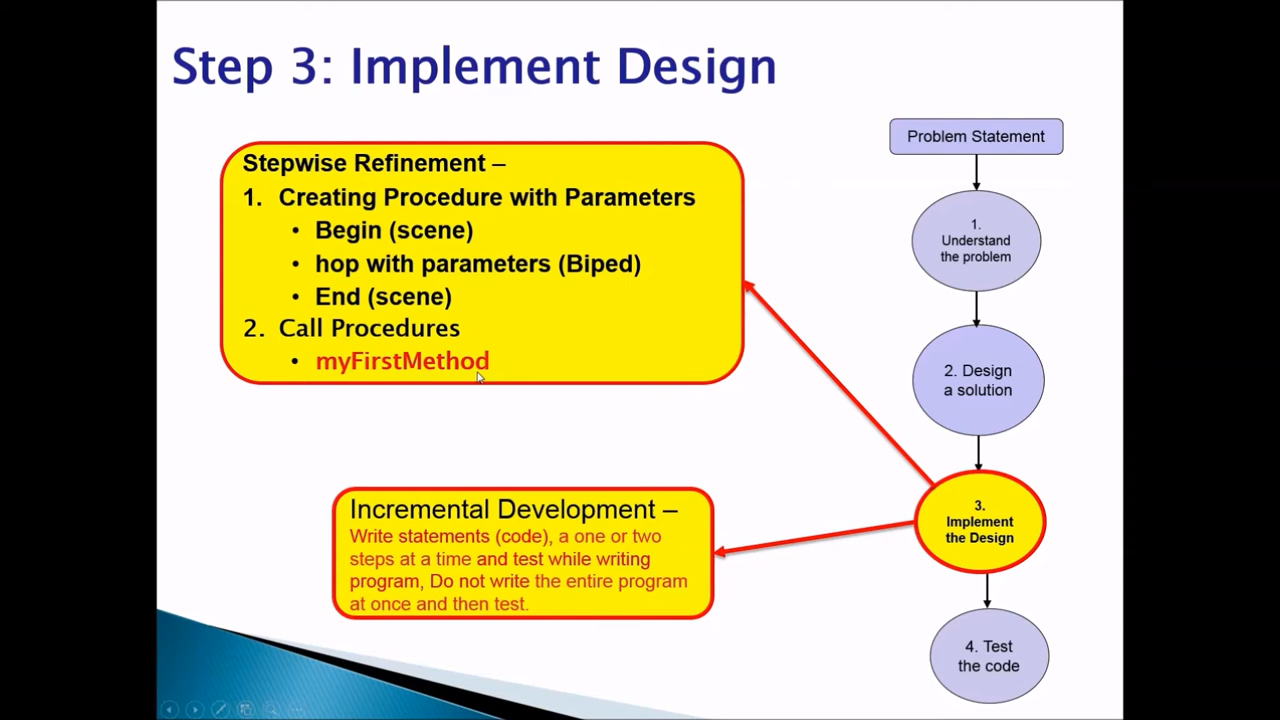 Step 3: Implement Design
Stepwise Refinement –
1. Creating Procedure with Parameters
• Begin (scene)
• hop with parameters (Biped)
• End (scene)
2. Call Procedures
• myFirstMethod
Incremental Development –
Write statements (code), a one or two
steps at a time and test while writing
program, Do not write the entire program
at once and then test.
Problem Statement
1.
Understand
the problem
2. Design
a solution
3.
Implement
the Design
4. Test
the code